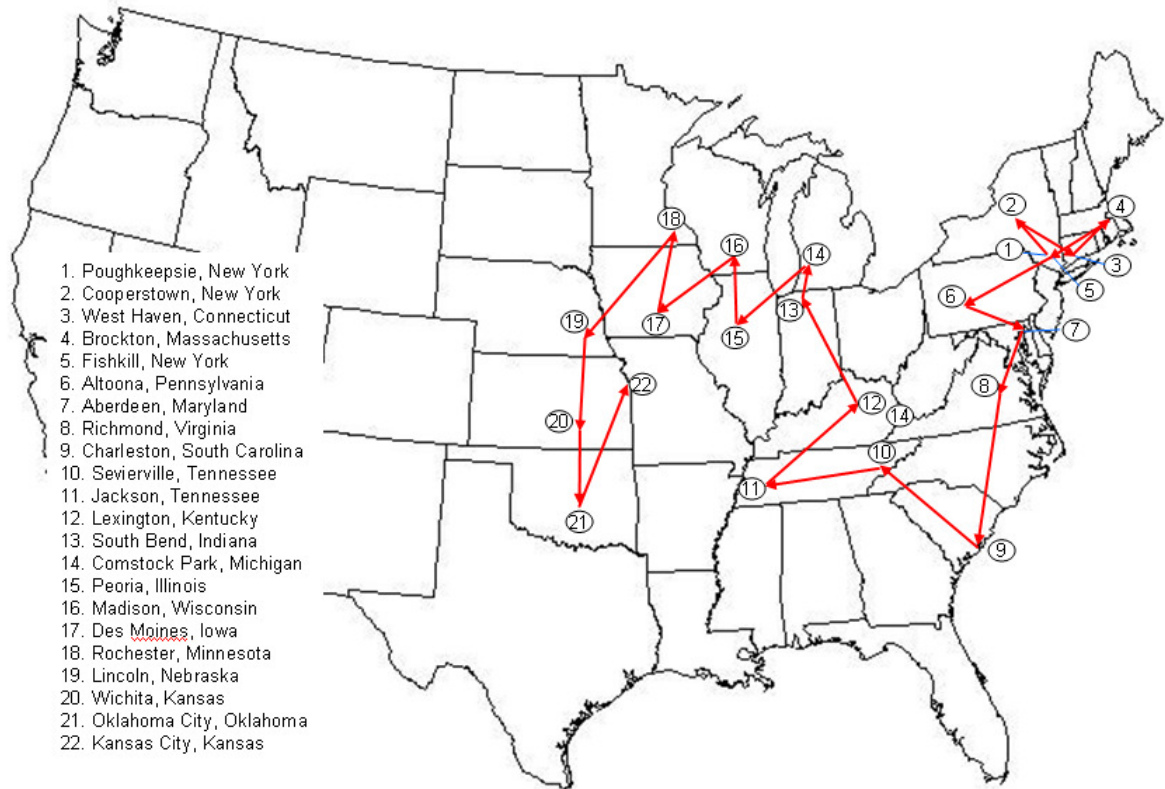 1. Poughkeepsie, New York
2. Cooperstown, New York
3. West Haven, Connecticut
4. Brockton, Massachusetts
5. Fishkill, New York
6. Altoona, Pennsylvania
7. Aberdeen, Maryland
8. Richmond, Virginia
9. Charleston, South Carolina
10. Sevierville, Tennessee
11. Jackson, Tennessee
12. Lexington, Kentucky
13. South Bend, Indiana
14. Comstock Park, Michigan
15. Peoria, Illinois
16. Madison, Wisconsin
17. Des Moines, Iowa
18. Rochester, Minnesota
19. Lincoln, Nebraska
20. Wichita, Kansas
21. Oklahoma City, Oklahoma
22. Kansas City, Kansas
2
4
18
16
1
14
3
5
6
13
19
17
15
7
22
8
12
14
20
10
11
21
9